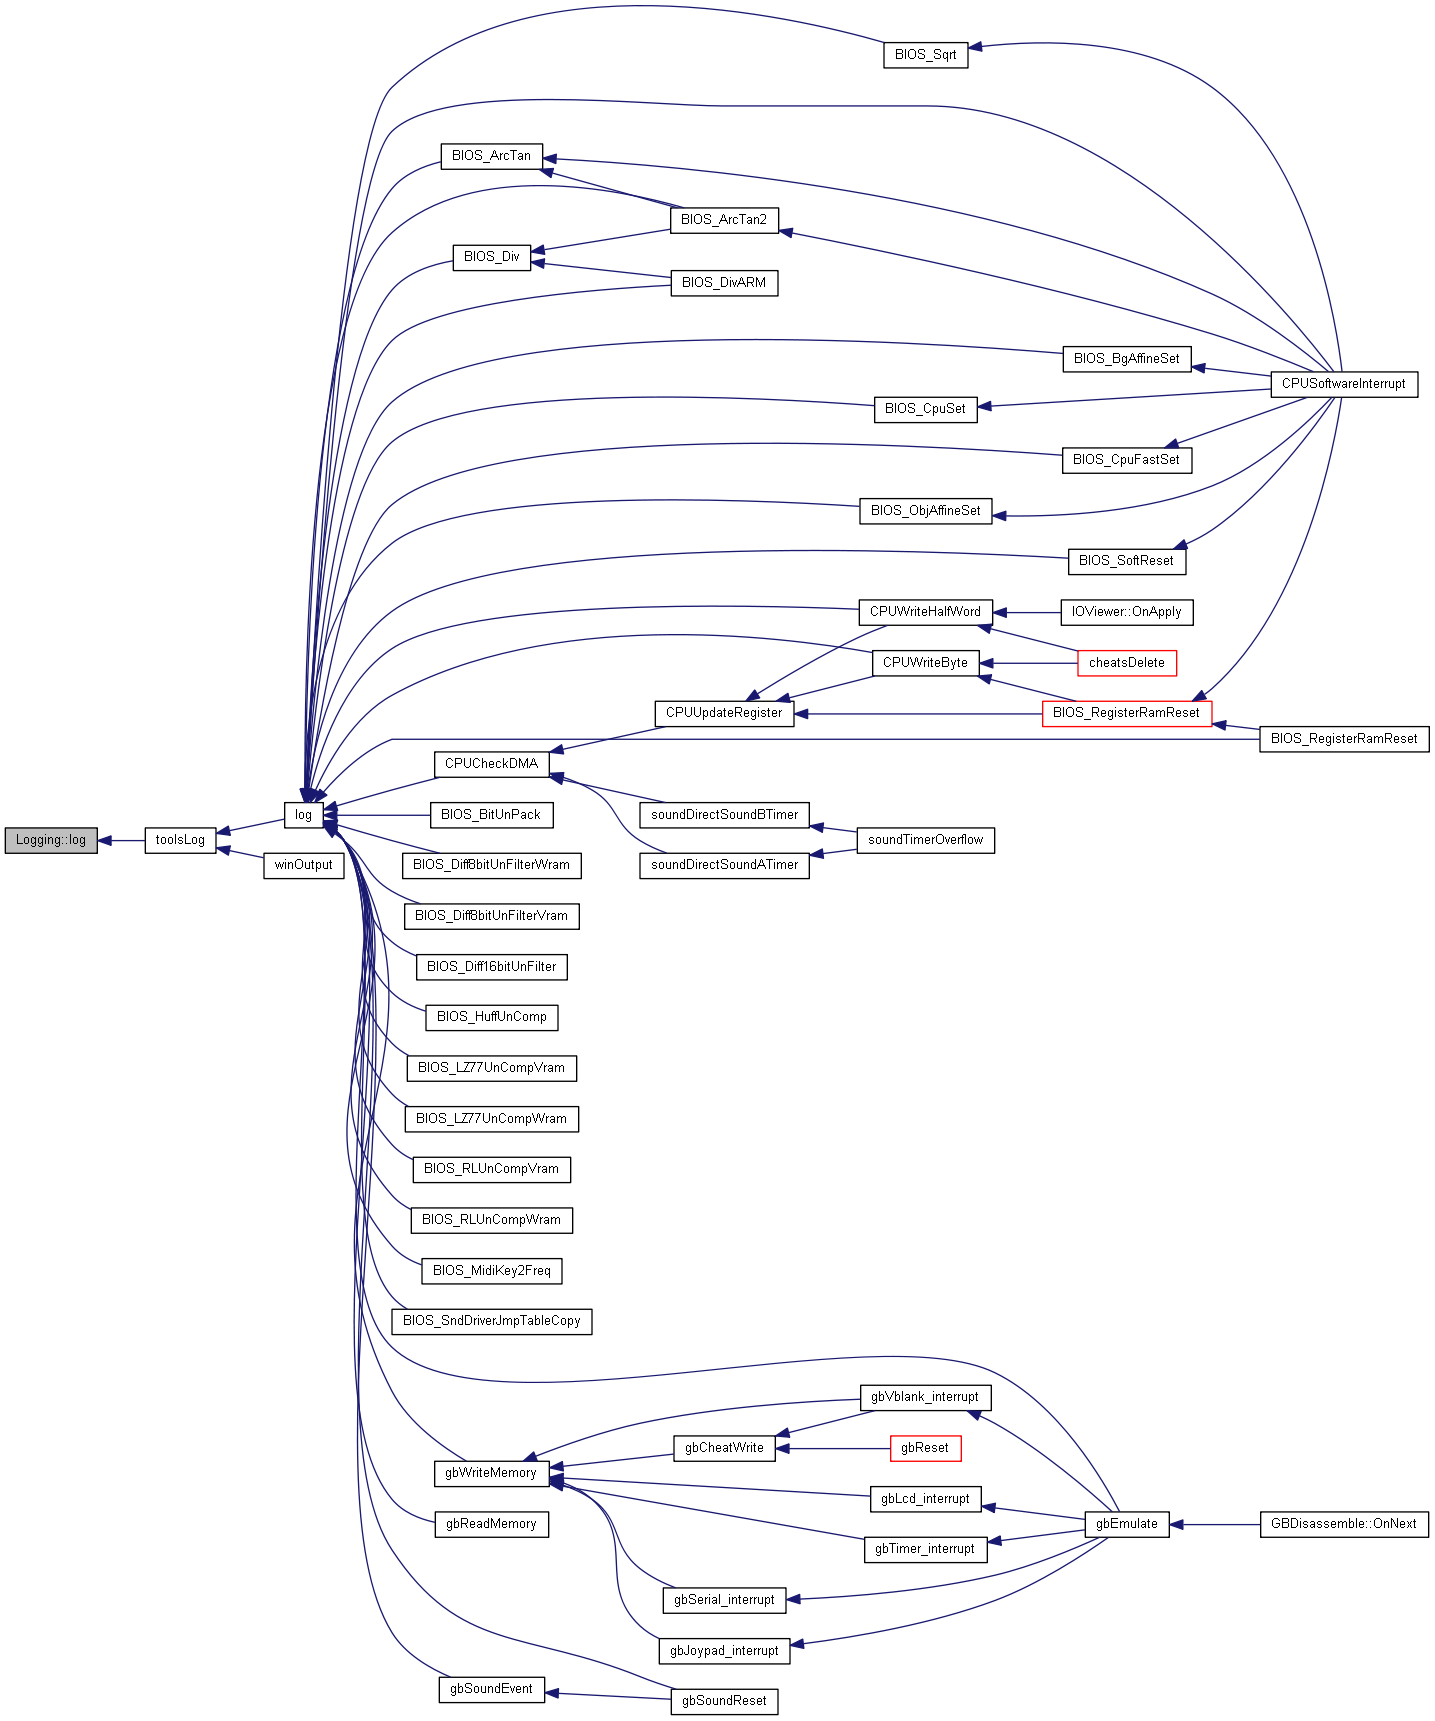 BIOS_Sqrt
BIOS_ArcTan
BIOS_ArcTan2
BIOS_Div
BIOS_DivARM
BIOS_BgAffineSet
CPUSoftwareInterrupt
BIOS_CpuSet
BIOS_CpuFastSet
BIOS_ObjAffineSet
BIOS_SoftReset
CPUWriteHalfWord
IOViewer::OnApply
CPUWriteByte
cheatsDelete
CPUUpdateRegister
BIOS_RegisterRamReset
BIOS_RegisterRamReset
CPUCheckDMA
log
BIOS_BitUnPack
soundDirectSoundBTimer
Logging::log
toolsLog
soundTimerOverflow
winOutput
BIOS_Diff8bitUnFilterWram
soundDirectSoundATimer
BIOS_Diff8bitUnFilterVram
BIOS_Diff16bitUnFilter
BIOS_HuffUnComp
BIOS_LZ77UnCompVram
BIOS_LZ77UnCompWram
BIOS_RLUnCompVram
BIOS_RLUnCompWram
BIOS_MidiKey2Freq
BIOS_SndDriverJmpTableCopy
gbVblank_interrupt
gbCheatWrite
gbReset
gbWriteMemory
gbLcd_interrupt
gbReadMemory
gbEmulate
GBDisassemble::OnNext
gbTimer_interrupt
gbSerial_interrupt
gbJoypad_interrupt
gbSoundEvent
gbSoundReset